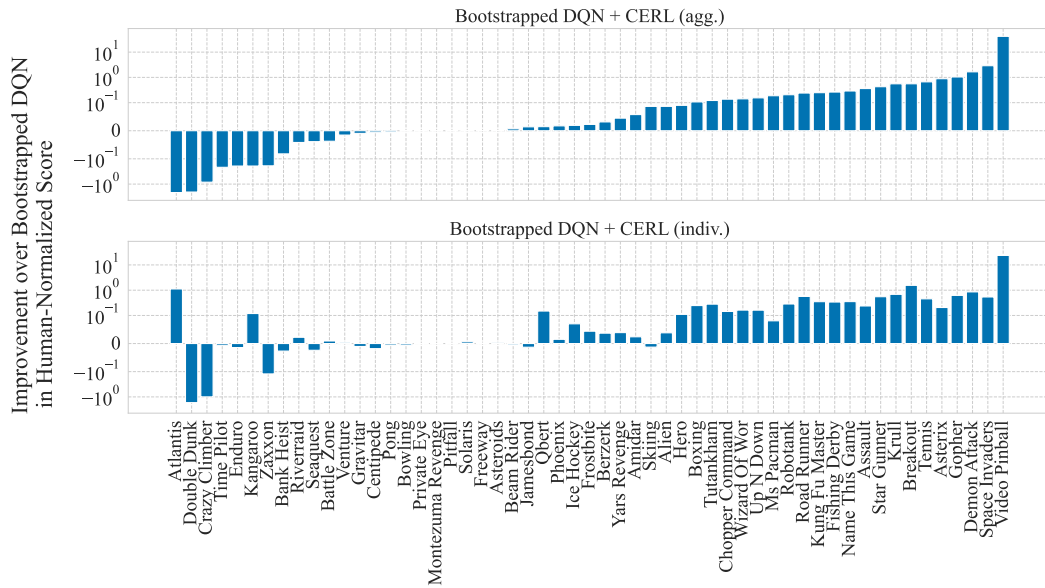 Bootstrapped DQN + CERL (agg.)
Improvement over Bootstrapped DQN
in Human-Normalized Score
10^1
10^0
10^-1
0
−10^-1
−10^0
Bootstrapped DQN + CERL (indiv.)
10^1
10^0
10^-1
0
−10^-1
−10^0
Atlantis
Double Dunk
Crazy Climber
Time Pilot
Enduro
Kangaroo
Zaxxon
Bank Heist
Riverraid
Seaquest
Battle Zone
Venture
Gravitar
Centipede
Pong
Bowling
Private Eye
Montezuma Revenge
Pitfall
Solaris
Freeway
Asteroids
Beam Rider
Jamesbond
Qbert
Phoenix
Ice Hockey
Frostbite
Berzerk
Yars Revenge
Amidar
Skiing
Alien
Hero
Boxing
Tutankham
Chopper Command
Wizard Of Wor
Up N Down
Ms Pacman
Robotank
Road Runner
Kung Fu Master
Fishing Derby
Name This Game
Assault
Star Gunner
Krull
Breakout
Tennis
Asterix
Gopher
Demon Attack
Space Invaders
Video Pinball